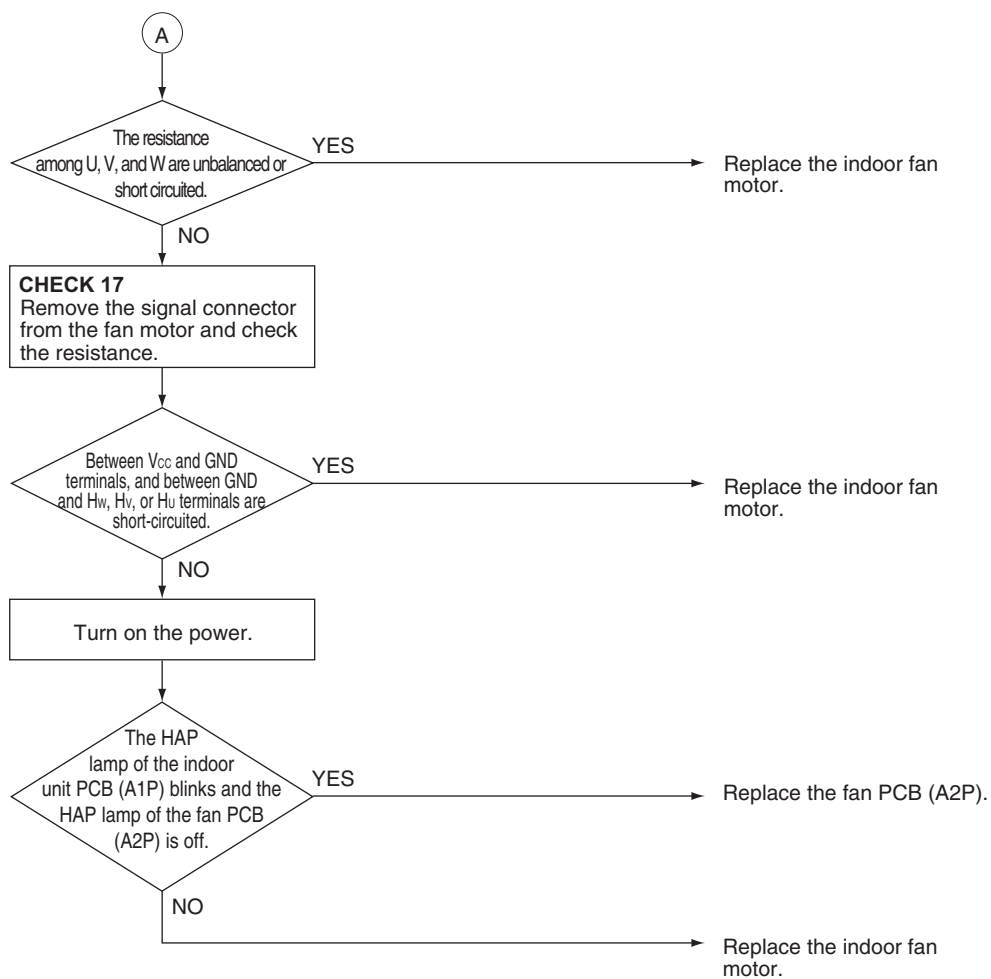 A
The resistance
among U, V, and W are unbalanced or
short circuited.
YES
Replace the indoor fan
motor.
NO
CHECK 17
Remove the signal connector
from the fan motor and check
the resistance.
Between Vcc and GND
terminals, and between GND
and Hw, Hv, or Hu terminals are
short-circuited.
YES
Replace the indoor fan
motor.
NO
Turn on the power.
The HAP
lamp of the indoor
unit PCB (A1P) blinks and the
HAP lamp of the fan PCB
(A2P) is off.
YES
Replace the fan PCB (A2P).
NO
Replace the indoor fan
motor.